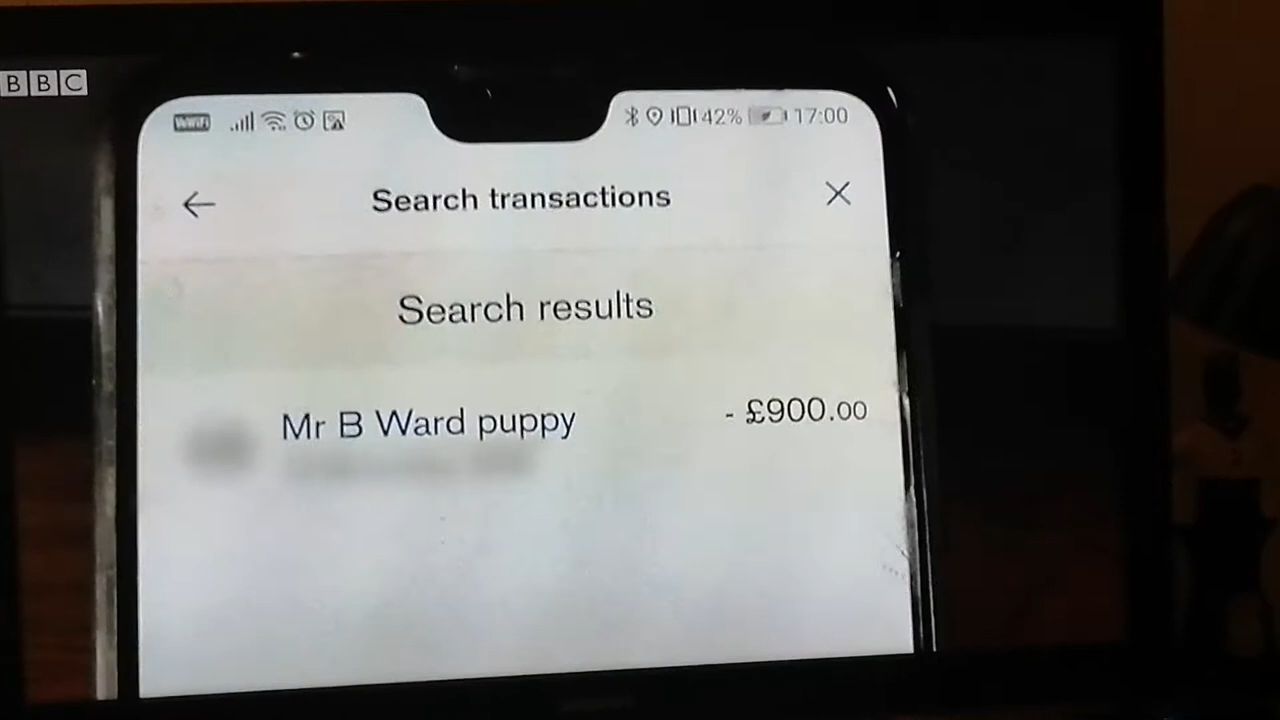 BBC
42% 17:00
Search transactions
Search results
Mr B Ward puppy - £900.00